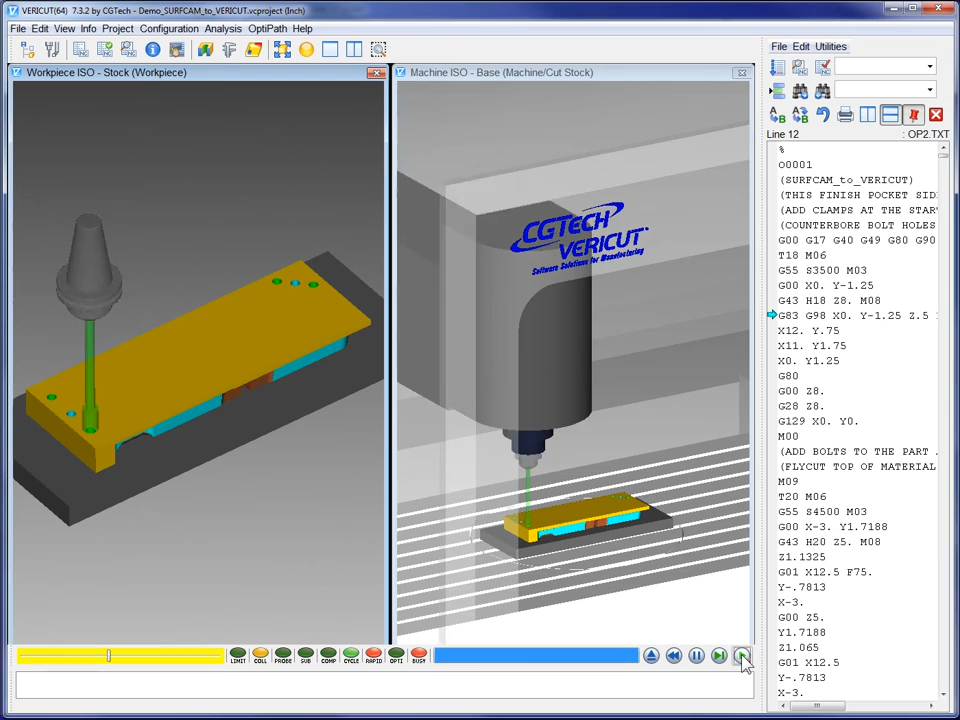 VERICUT(64) 7.3.2 by CGTech - Demo_SURFCAM_to_VERICUT.vcproject (Inch)
File Edit View Info Project Configuration Analysis OptiPath Help
Workpiece ISO - Stock (Workpiece)
Machine ISO - Base (Machine/Cut Stock)
CGTECH
VERICUT
Software Solutions for Manufacturing
LIMIT COLL PROBE SUB COMP CYCLE RAPID OPTI BUSY
File Edit Utilities
Line 12 : OP2.TXT
%
O0001
(SURFCAM_to_VERICUT)
(THIS FINISH POCKET SID
(ADD CLAMPS AT THE STAR
(COUNTERBORE BOLT HOLES
G00 G17 G40 G49 G80 G90
T18 M06
G55 S3500 M03
G00 X0. Y-1.25
G43 H18 Z8. M08
G83 G98 X0. Y-1.25 Z.5
X12. Y.75
X11. Y1.75
X0. Y1.25
G80
G00 Z8.
G28 Z8.
G129 X0. Y0.
M00
(ADD BOLTS TO THE PART
(FLYCUT TOP OF MATERIAL
M09
T20 M06
G55 S4500 M03
G00 X-3. Y1.7188
G43 H20 Z5. M08
Z1.1325
G01 X12.5 F75.
Y-.7813
X-3.
G00 Z5.
Y1.7188
Z1.065
G01 X12.5
Y-.7813
X-3.